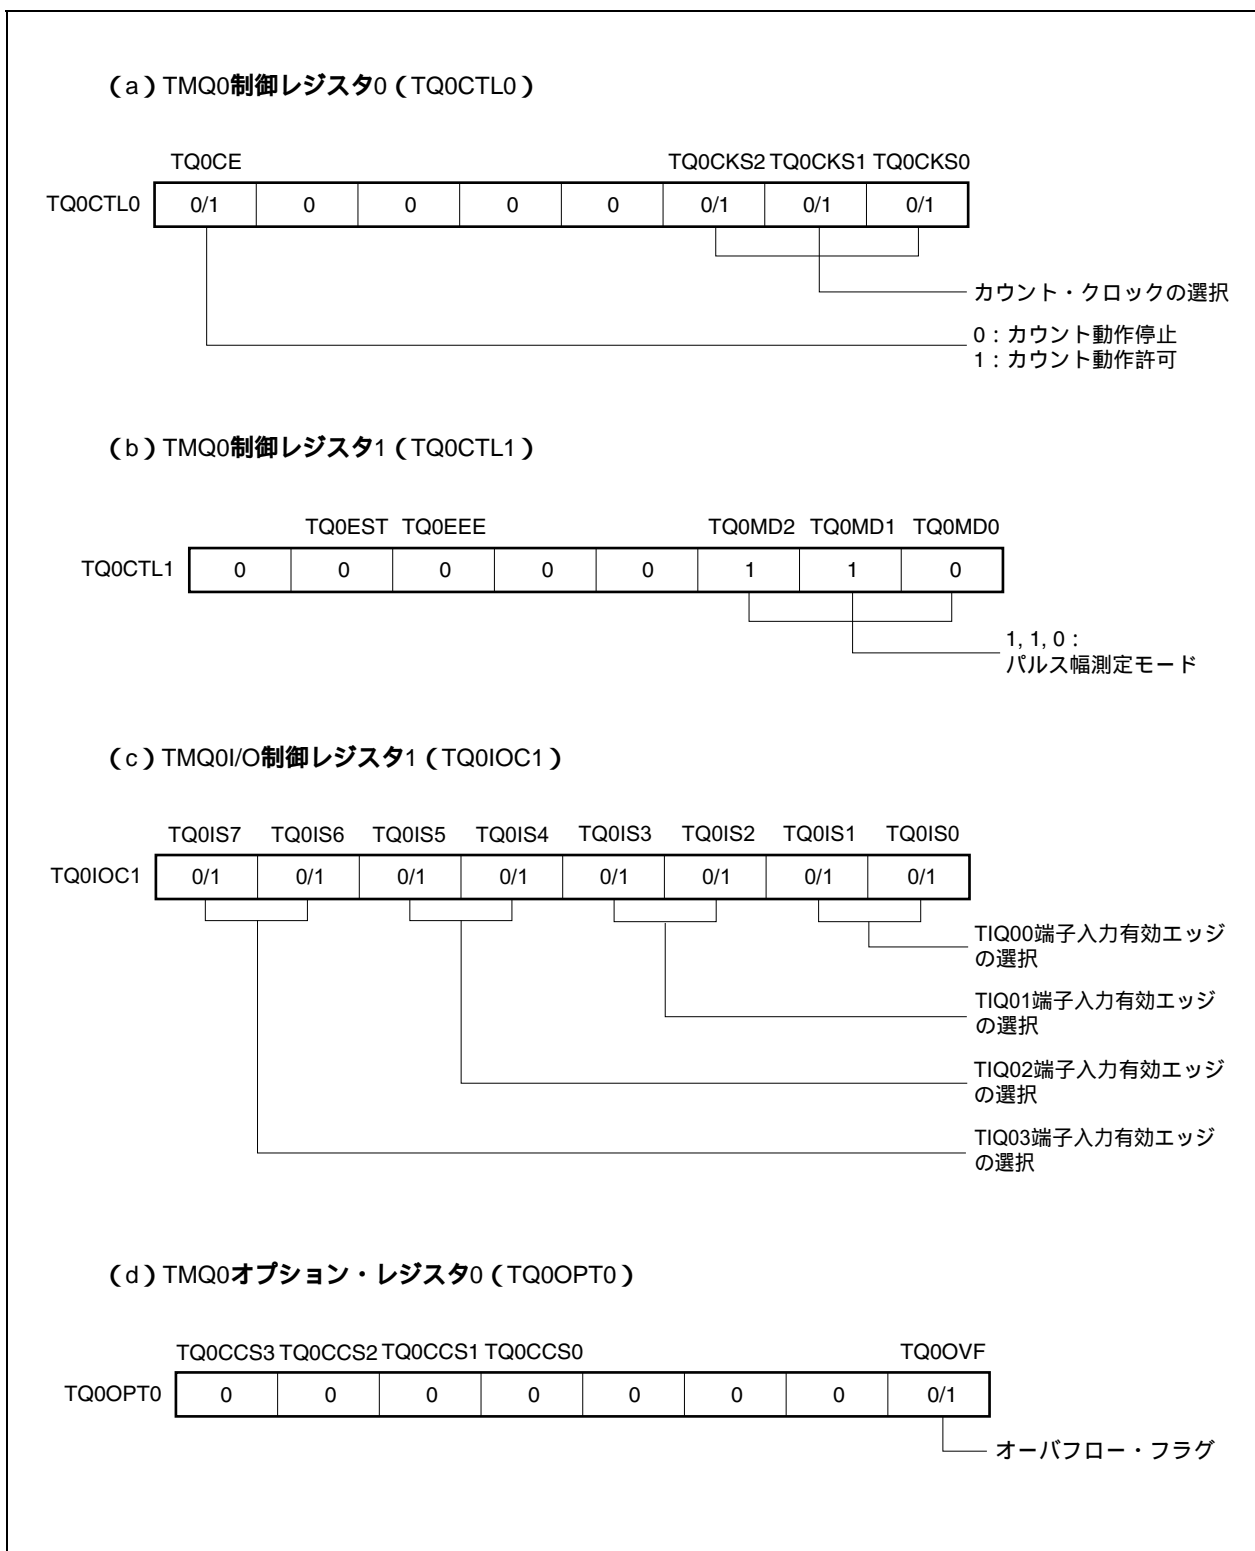 （a）TMQ0制御レジスタ0（TQ0CTL0）
TQ0CE TQ0CKS2 TQ0CKS1 TQ0CKS0
TQ0CTL0 0/1 0 0 0 0 0/1 0/1 0/1
カウント・クロックの選択
0：カウント動作停止
1：カウント動作許可
（b）TMQ0制御レジスタ1（TQ0CTL1）
TQ0EST TQ0EEE TQ0MD2 TQ0MD1 TQ0MD0
TQ0CTL1 0 0 0 0 0 1 1 0
1, 1, 0：
パルス幅測定モード
（c）TMQ0I/O制御レジスタ1（TQ0IOC1）
TQ0IS7 TQ0IS6 TQ0IS5 TQ0IS4 TQ0IS3 TQ0IS2 TQ0IS1 TQ0IS0
TQ0IOC1 0/1 0/1 0/1 0/1 0/1 0/1 0/1 0/1
TIQ00端子入力有効エッジ
の選択
TIQ01端子入力有効エッジ
の選択
TIQ02端子入力有効エッジ
の選択
TIQ03端子入力有効エッジ
の選択
（d）TMQ0オプション・レジスタ0（TQ0OPT0）
TQ0CCS3 TQ0CCS2 TQ0CCS1 TQ0CCS0 TQ0OVF
TQ0OPT0 0 0 0 0 0 0 0 0/1
オーバフロー・フラグ